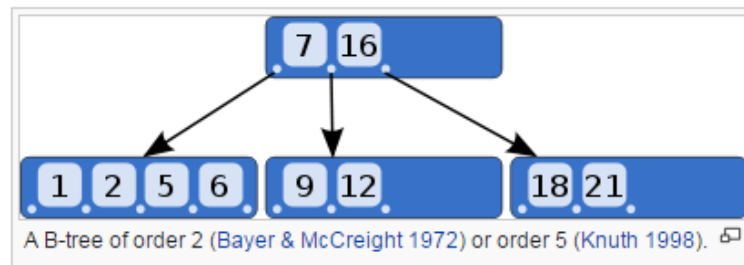 7 16
1 2 5 6 9 12 18 21
A B-tree of order 2 (Bayer & McCreight 1972) or order 5 (Knuth 1998).